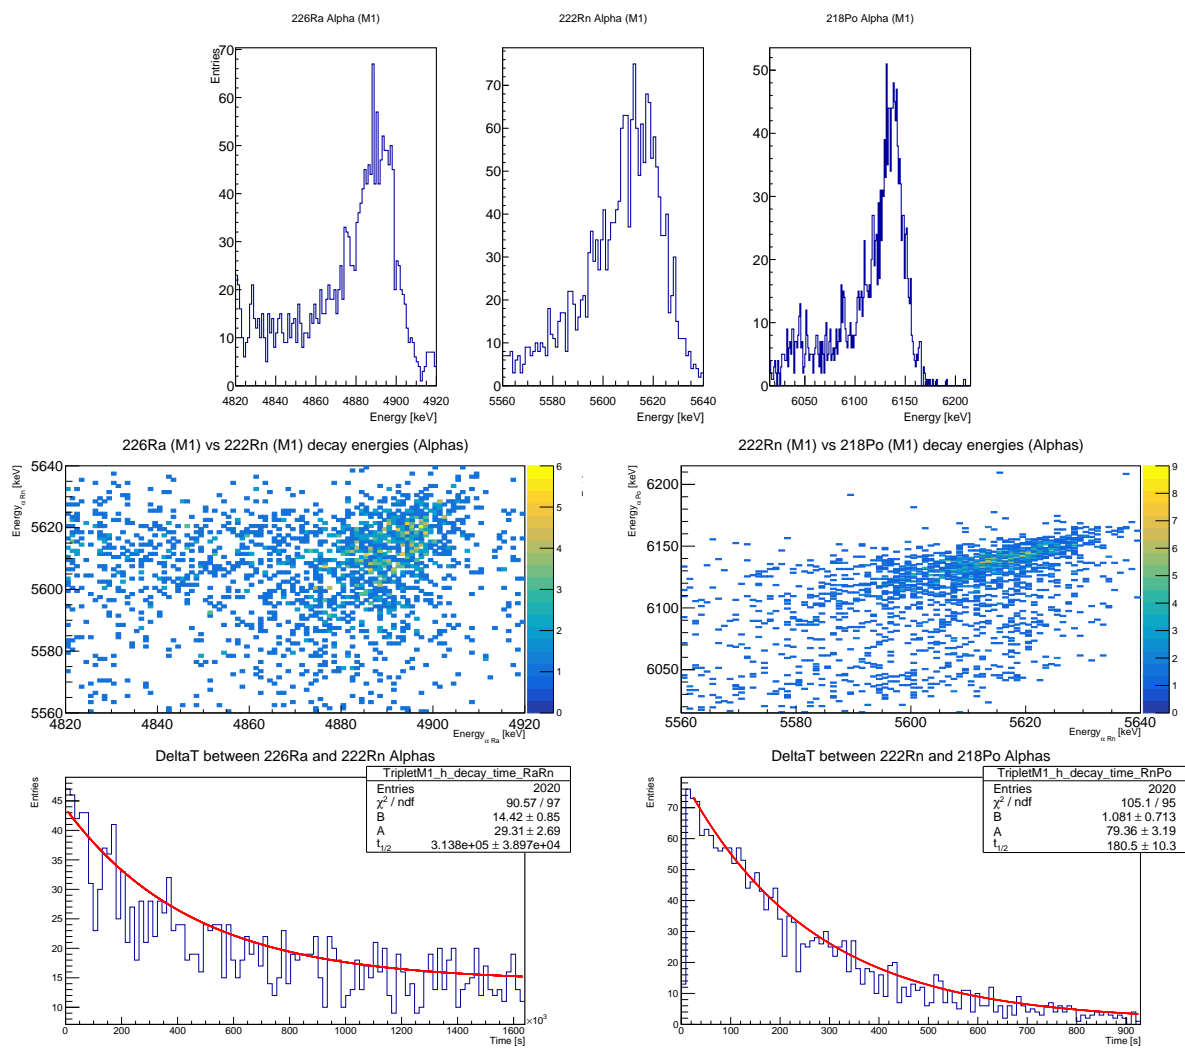 226Ra Alpha (M1)
222Rn Alpha (M1)
218Po Alpha (M1)
Entries
70
60
50
40
30
20
10
0
4820 4840 4860 4880 4900 4920
Energy [keV]
70
60
50
40
30
20
10
0
5560 5580 5600 5620 5640
Energy [keV]
50
40
30
20
10
0
6050 6100 6150 6200
Energy [keV]
226Ra (M1) vs 222Rn (M1) decay energies (Alphas)
Energy α Rn [keV]
5640
5620
5600
5580
5560
4820 4840 4860 4880 4900 4920
Energy α Ra [keV]
6
5
4
3
2
1
0
222Rn (M1) vs 218Po (M1) decay energies (Alphas)
Energy α Po [keV]
6200
6150
6100
6050
5560 5580 5600 5620 5640
Energy α Rn [keV]
9
8
7
6
5
4
3
2
1
0
DeltaT between 226Ra and 222Rn Alphas
Entries
TripletM1_h_decay_time_RaRn
Entries 2020
χ² / ndf 90.57 / 97
B 14.42 ± 0.85
A 29.31 ± 2.69
t1/2 3.138e+05 ± 3.897e+04
45
40
35
30
25
20
15
10
0 200 400 600 800 1000 1200 1400 1600
×10³
Time [s]
DeltaT between 222Rn and 218Po Alphas
Entries
TripletM1_h_decay_time_RnPo
Entries 2020
χ² / ndf 105.1 / 95
B 1.081 ± 0.713
A 79.36 ± 3.19
t1/2 180.5 ± 10.3
70
60
50
40
30
20
10
0
0 100 200 300 400 500 600 700 800 900
Time [s]